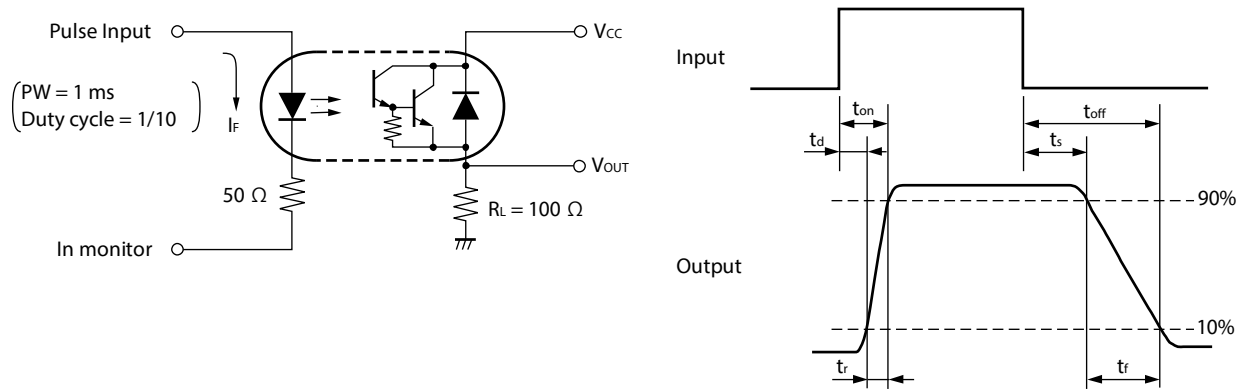 Pulse Input
VCC
PW = 1 ms
Duty cycle = 1/10
IF
VOUT
50 Ω
RL = 100 Ω
In monitor
Input
ton
toff
td
ts
90%
Output
10%
tr
tf